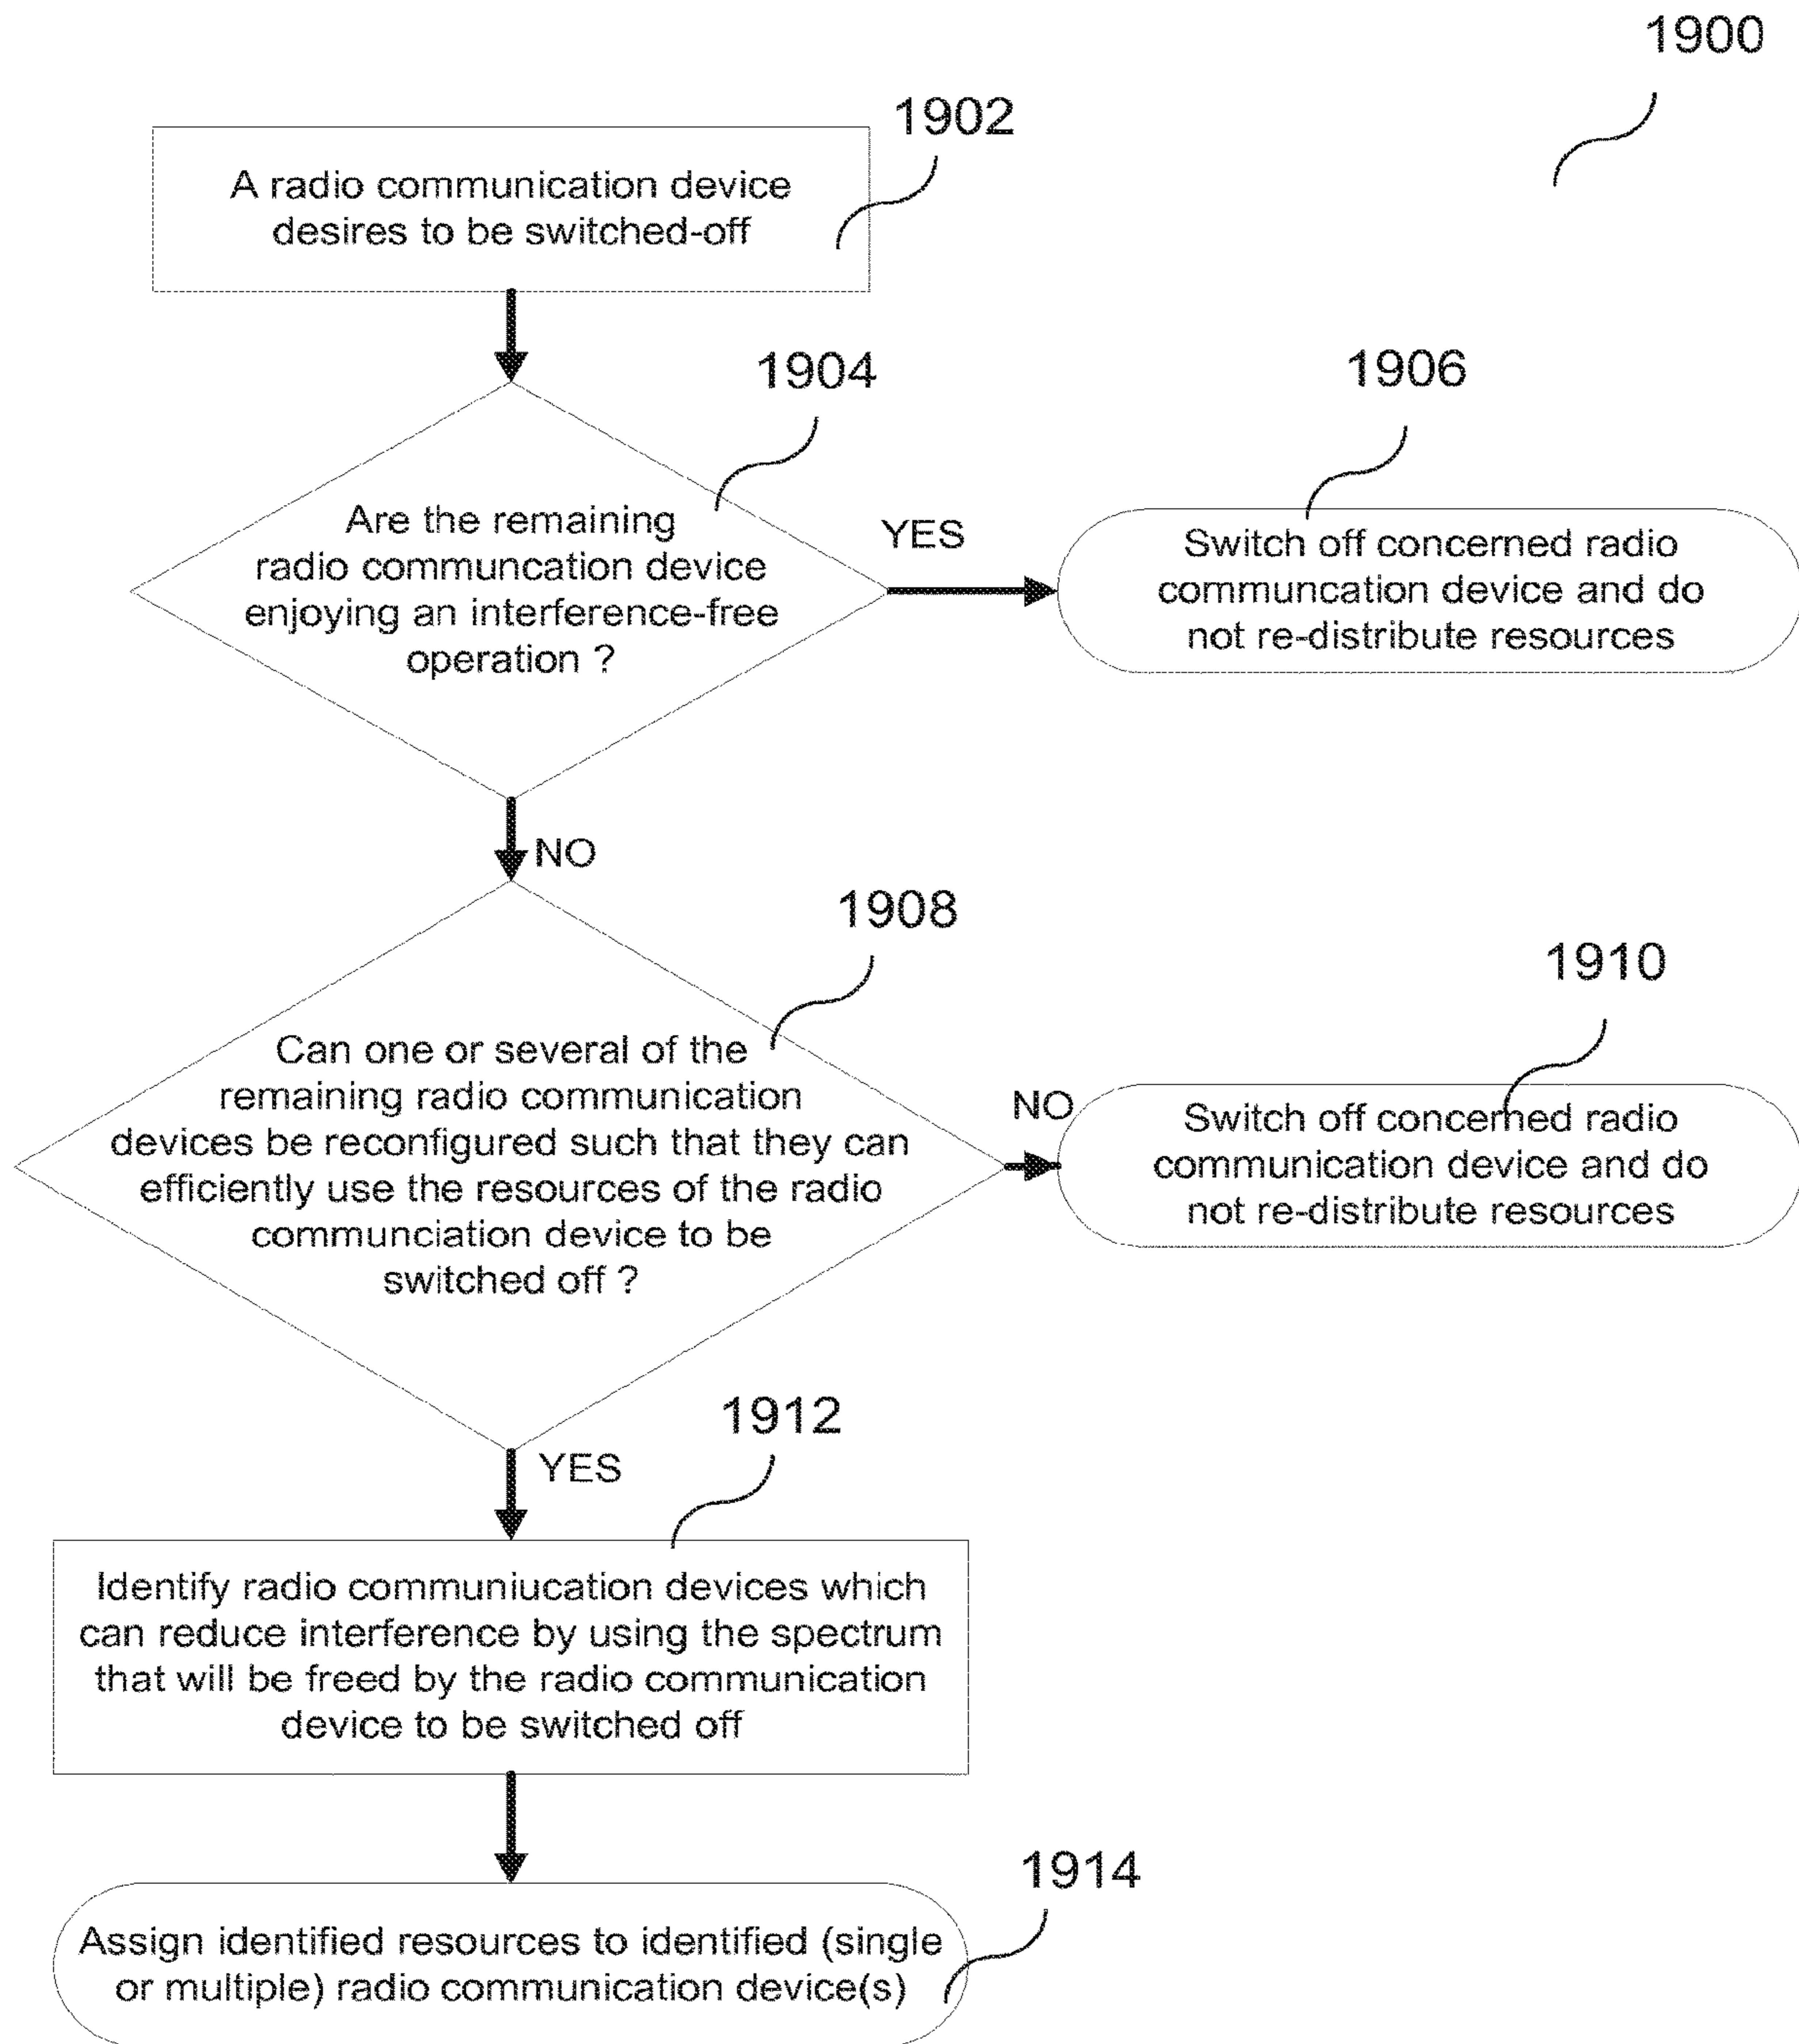 1900
1902
A radio communication device
desires to be switched-off
1904
Are the remaining
radio communcation device
enjoying an interference-free
operation ?
YES
1906
Switch off concerned radio
communcation device and do
not re-distribute resources
NO
1908
Can one or several of the
remaining radio communication
devices be reconfigured such that they can
efficiently use the resources of the radio
communciation device to be
switched off ?
NO
1910
Switch off concerned radio
communication device and do
not re-distribute resources
YES
1912
Identify radio communiucation devices which
can reduce interference by using the spectrum
that will be freed by the radio communication
device to be switched off
1914
Assign identified resources to identified (single
or multiple) radio communication device(s)